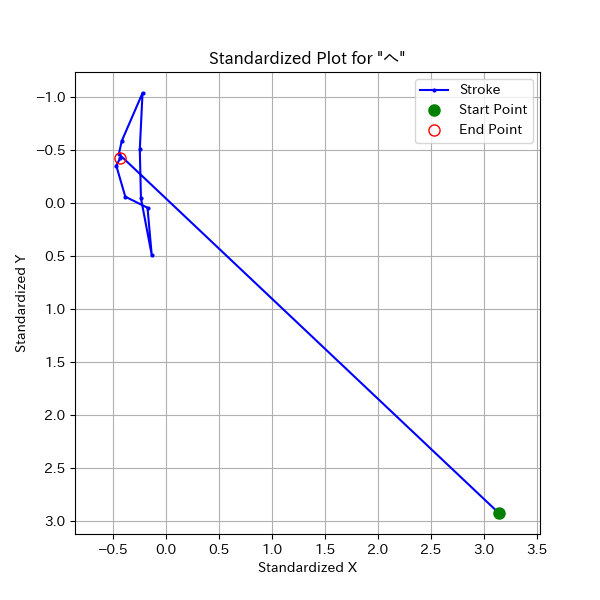 Standardized Plot for "へ"
Stroke
Start Point
End Point
Standardized Y
−1.0
−0.5
0.0
0.5
1.0
1.5
2.0
2.5
3.0
−0.5 0.0 0.5 1.0 1.5 2.0 2.5 3.0 3.5
Standardized X